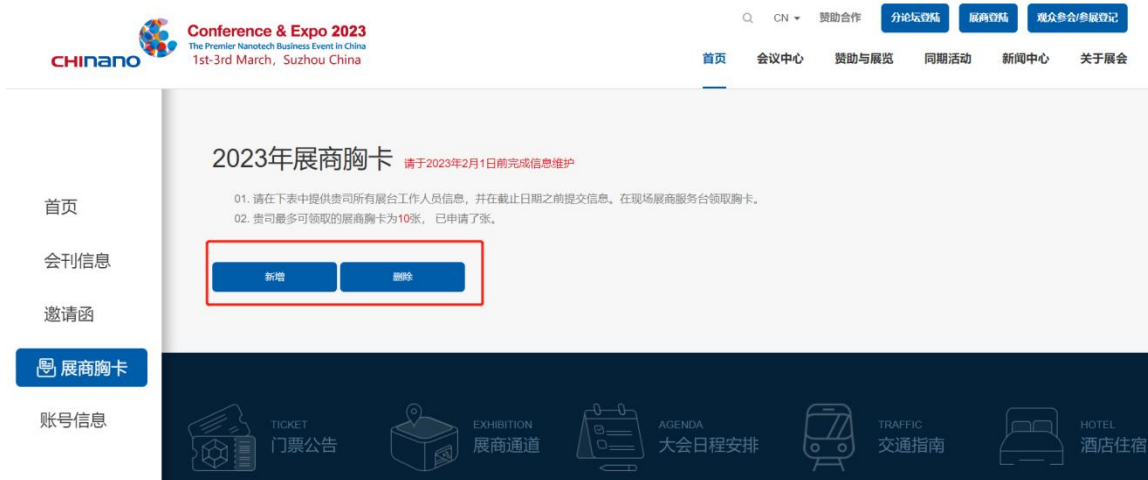 CHInano
Conference & Expo 2023
The Premier Nanotech Business Event in China
1st-3rd March, Suzhou China
CN 赞助合作 分论坛登陆 展商登陆 观众参会/参展登记
首页 会议中心 赞助与展览 同期活动 新闻中心 关于展会
2023年展商胸卡 请于2023年2月1日前完成信息维护
01. 请在下表中提供贵司所有展台工作人员信息，并在截止日期之前提交信息。在现场展商服务台领取胸卡。
02. 贵司最多可领取的展商胸卡为10张， 已申请了张。
新增 删除
首页
会刊信息
邀请函
展商胸卡
账号信息
TICKET
门票公告
EXHIBITION
展商通道
AGENDA
大会日程安排
TRAFFIC
交通指南
HOTEL
酒店住宿